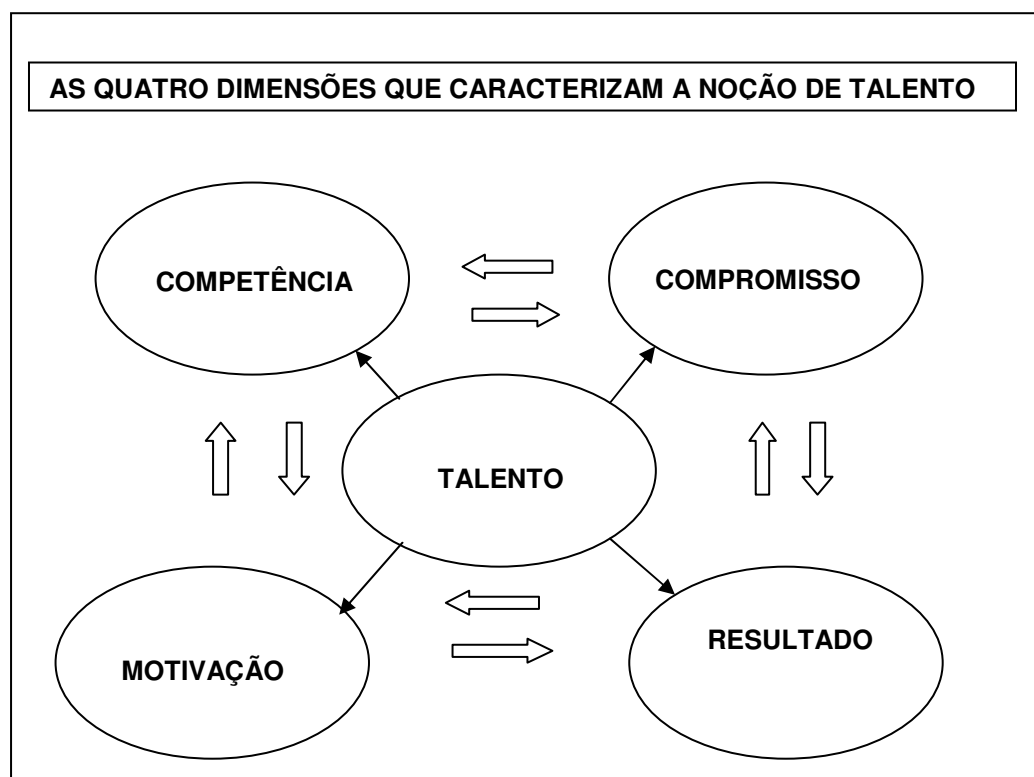 AS QUATRO DIMENSÕES QUE CARACTERIZAM A NOÇÃO DE TALENTO
COMPETÊNCIA
COMPROMISSO
TALENTO
MOTIVAÇÃO
RESULTADO